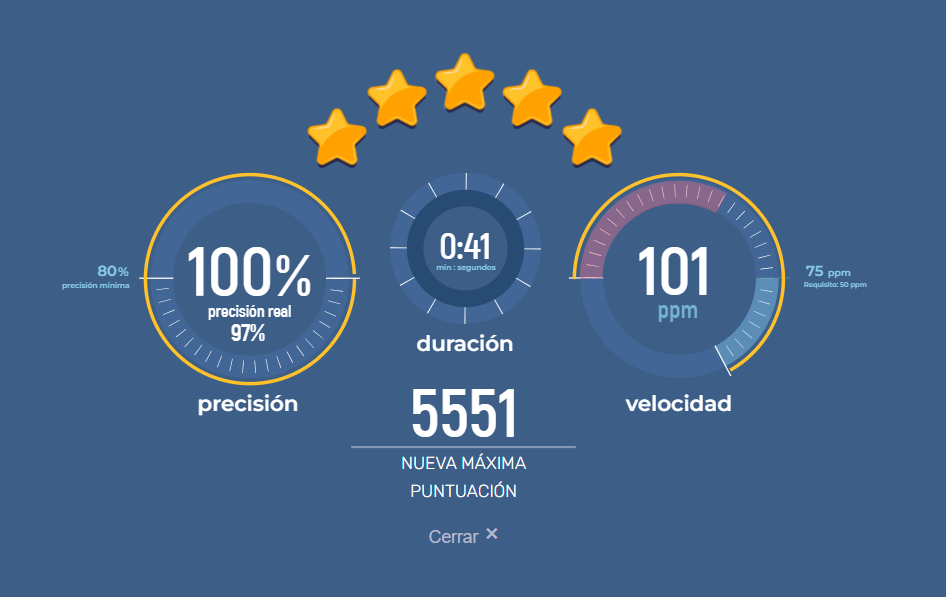 80%
precisión mínima
100%
precisión real
97%
precisión
0:41
min : segundos
duración
101
ppm
75 ppm
Requisito: 50 ppm
velocidad
5551
NUEVA MÁXIMA
PUNTUACIÓN
Cerrar ×